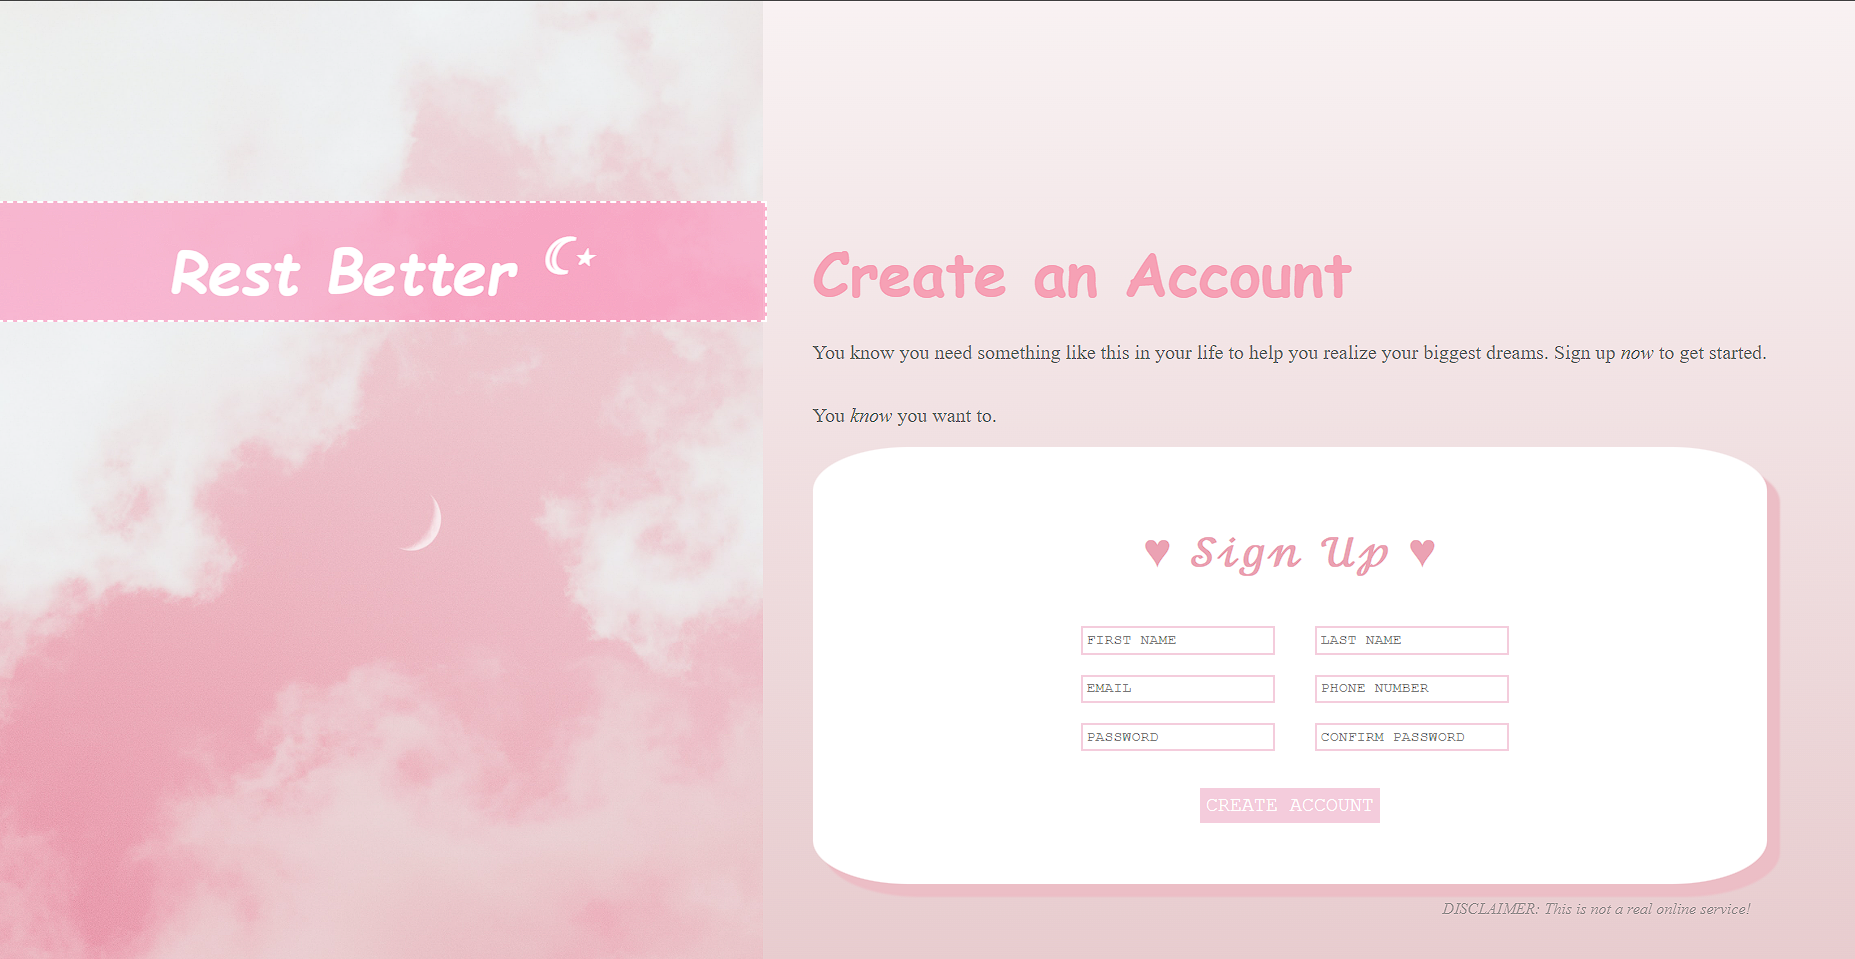 Rest Better ☾⋆
Create an Account
You know you need something like this in your life to help you realize your biggest dreams. Sign up now to get started.
You know you want to.
♥ Sign Up ♥
FIRST NAME
LAST NAME
EMAIL
PHONE NUMBER
PASSWORD
CONFIRM PASSWORD
CREATE ACCOUNT
DISCLAIMER: This is not a real online service!